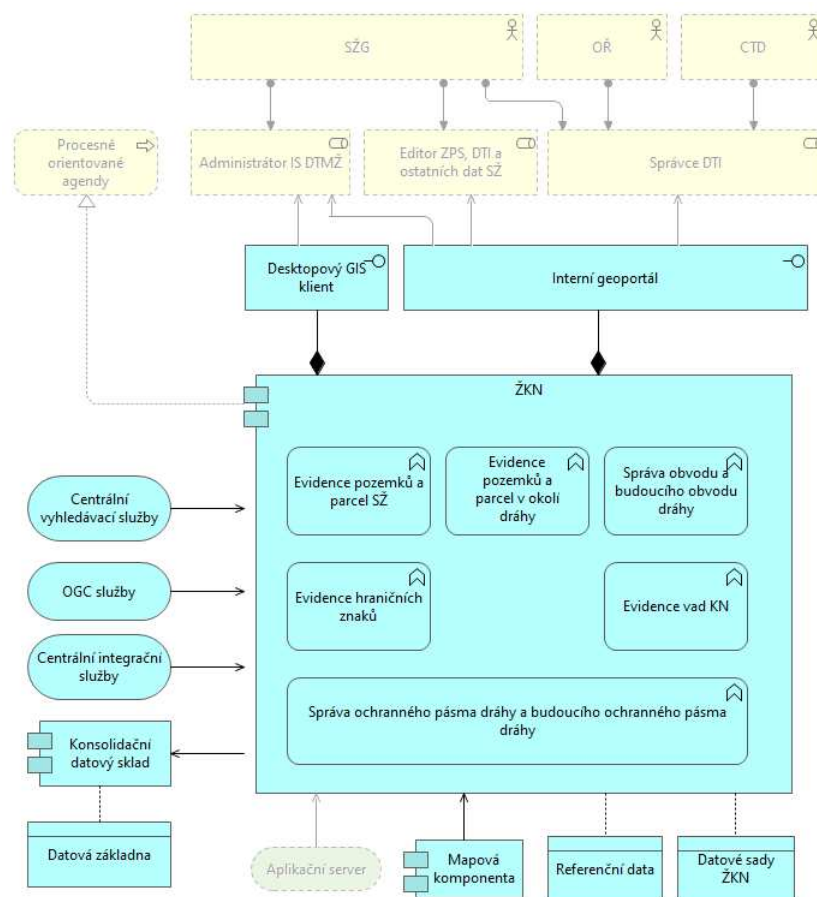 SŽG
OŘ
CTD
Procesně
orientované
agendy
Administrátor IS DTMŽ
Editor ZPS, DTI a
ostatních dat SŽ
Správce DTI
Desktopový GIS
klient
Interní geoportál
ŽKN
Evidence pozemků a
parcel SŽ
Evidence
pozemků a
parcel v okolí
dráhy
Správa obvodu a
budoucího obvodu
dráhy
Centrální
vyhledávací služby
OGC služby
Evidence hraničních
znaků
Evidence vad KN
Centrální integrační
služby
Správa ochranného pásma dráhy a budoucího ochranného pásma
dráhy
Konsolidační
datový sklad
Datová základna
Aplikační server
Mapová
komponenta
Referenční data
Datové sady
ŽKN